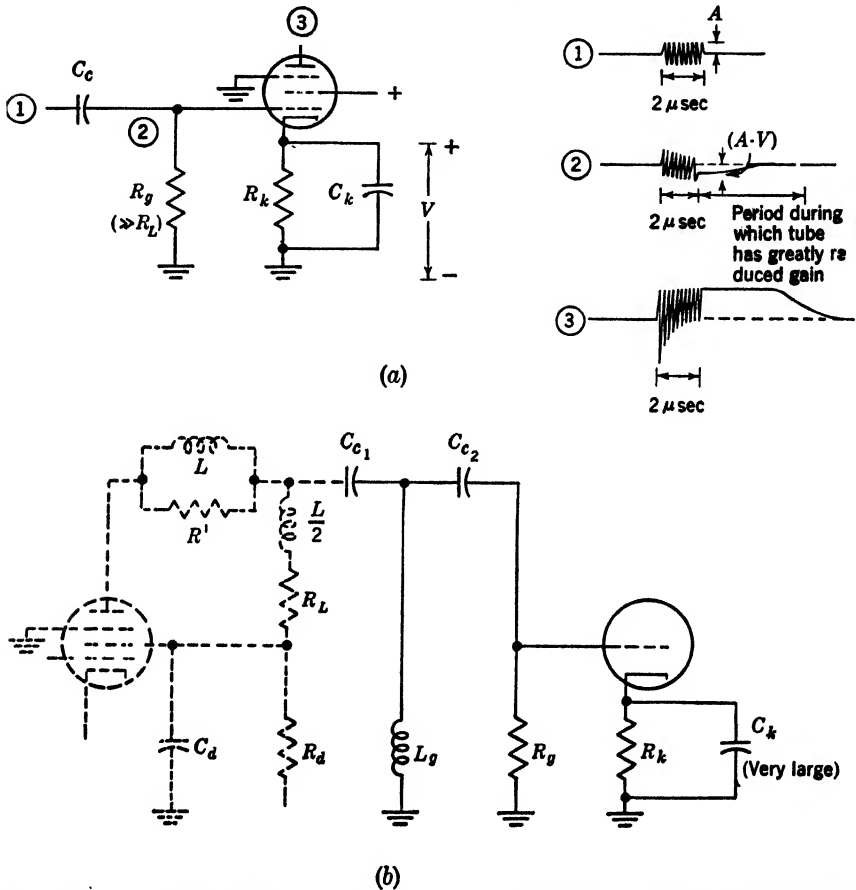 ③
A
C_c
①
①
+
2 μsec
②
+
(A·V)
②
R_g
(≫R_L)
R_k
C_k
V
2 μsec
Period during
which tube
has greatly re
duced gain
−
③
(a)
2 μsec
L
R'
C_c1
C_c2
L/2
R_L
C_d
R_d
L_g
R_g
R_k
C_k
(Very large)
(b)